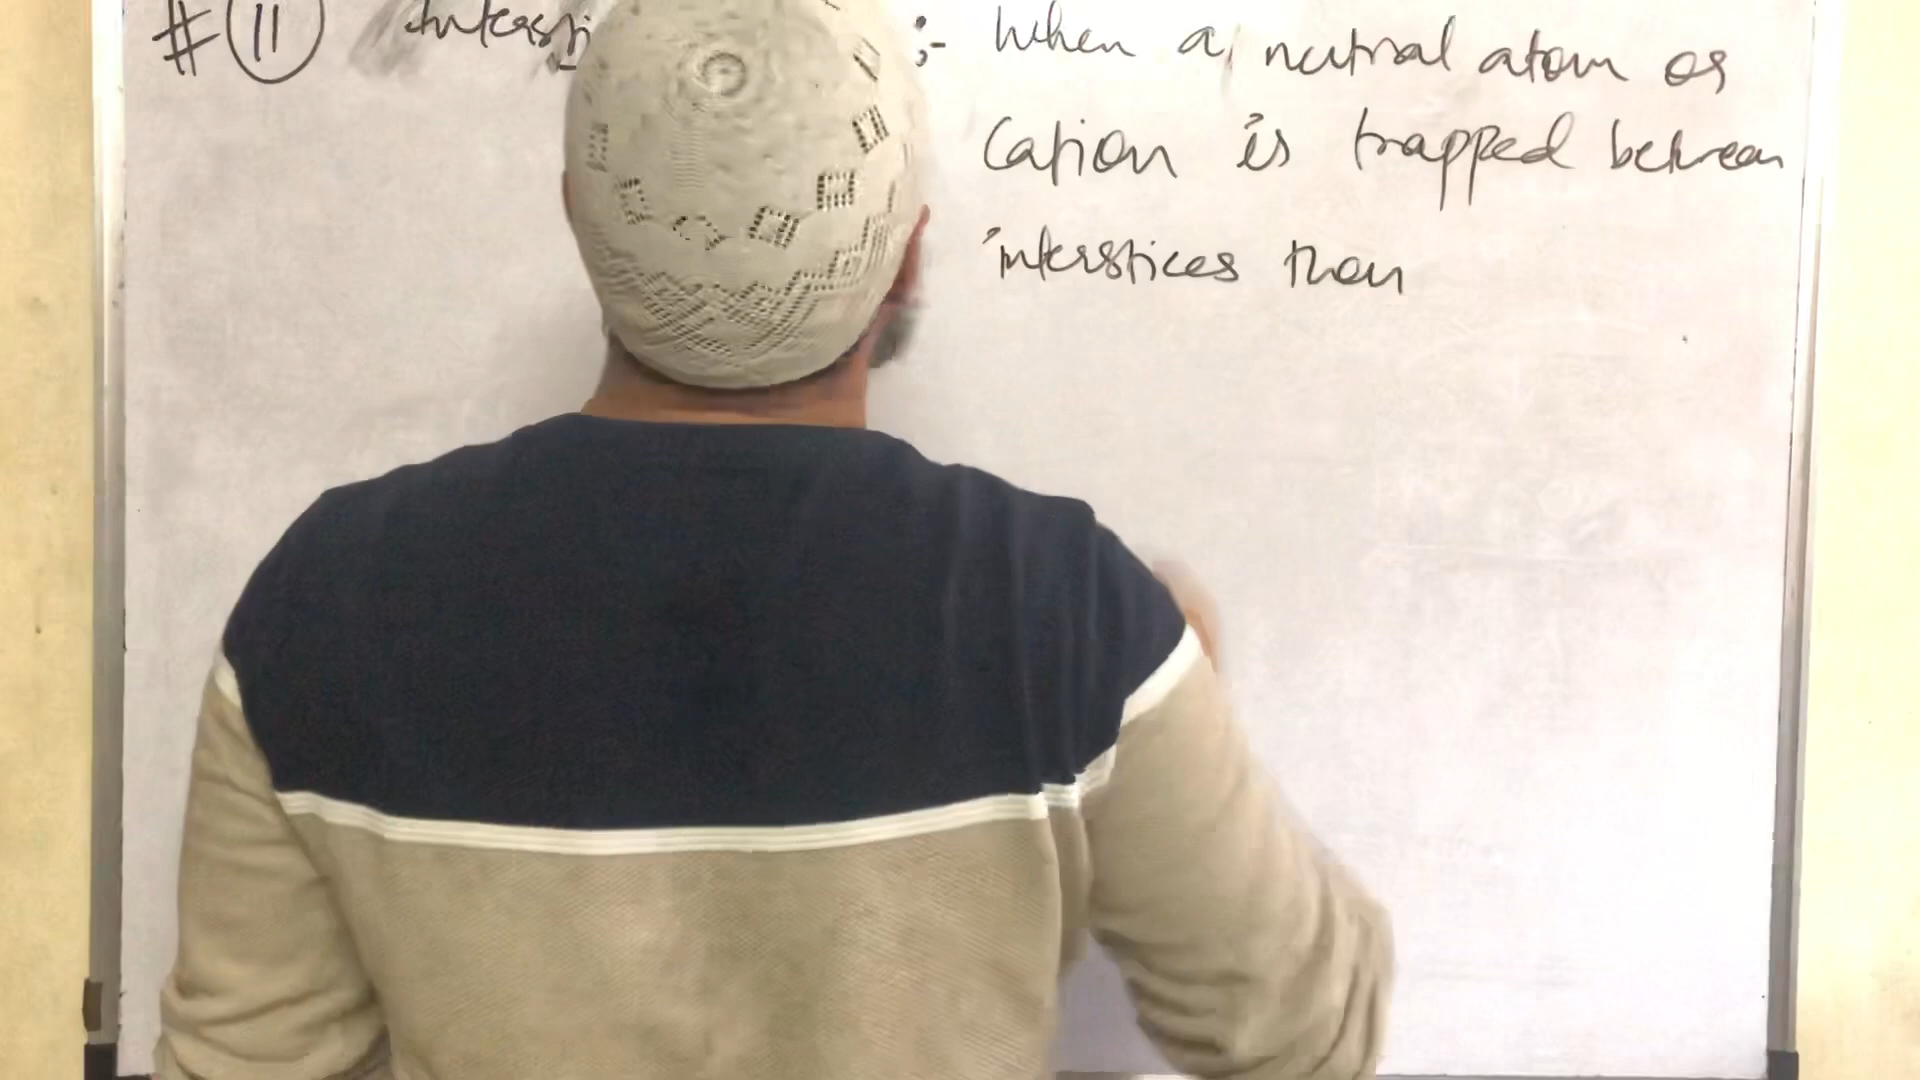 # 11 :- When a neutral atom or
Cation is trapped between
interstices then